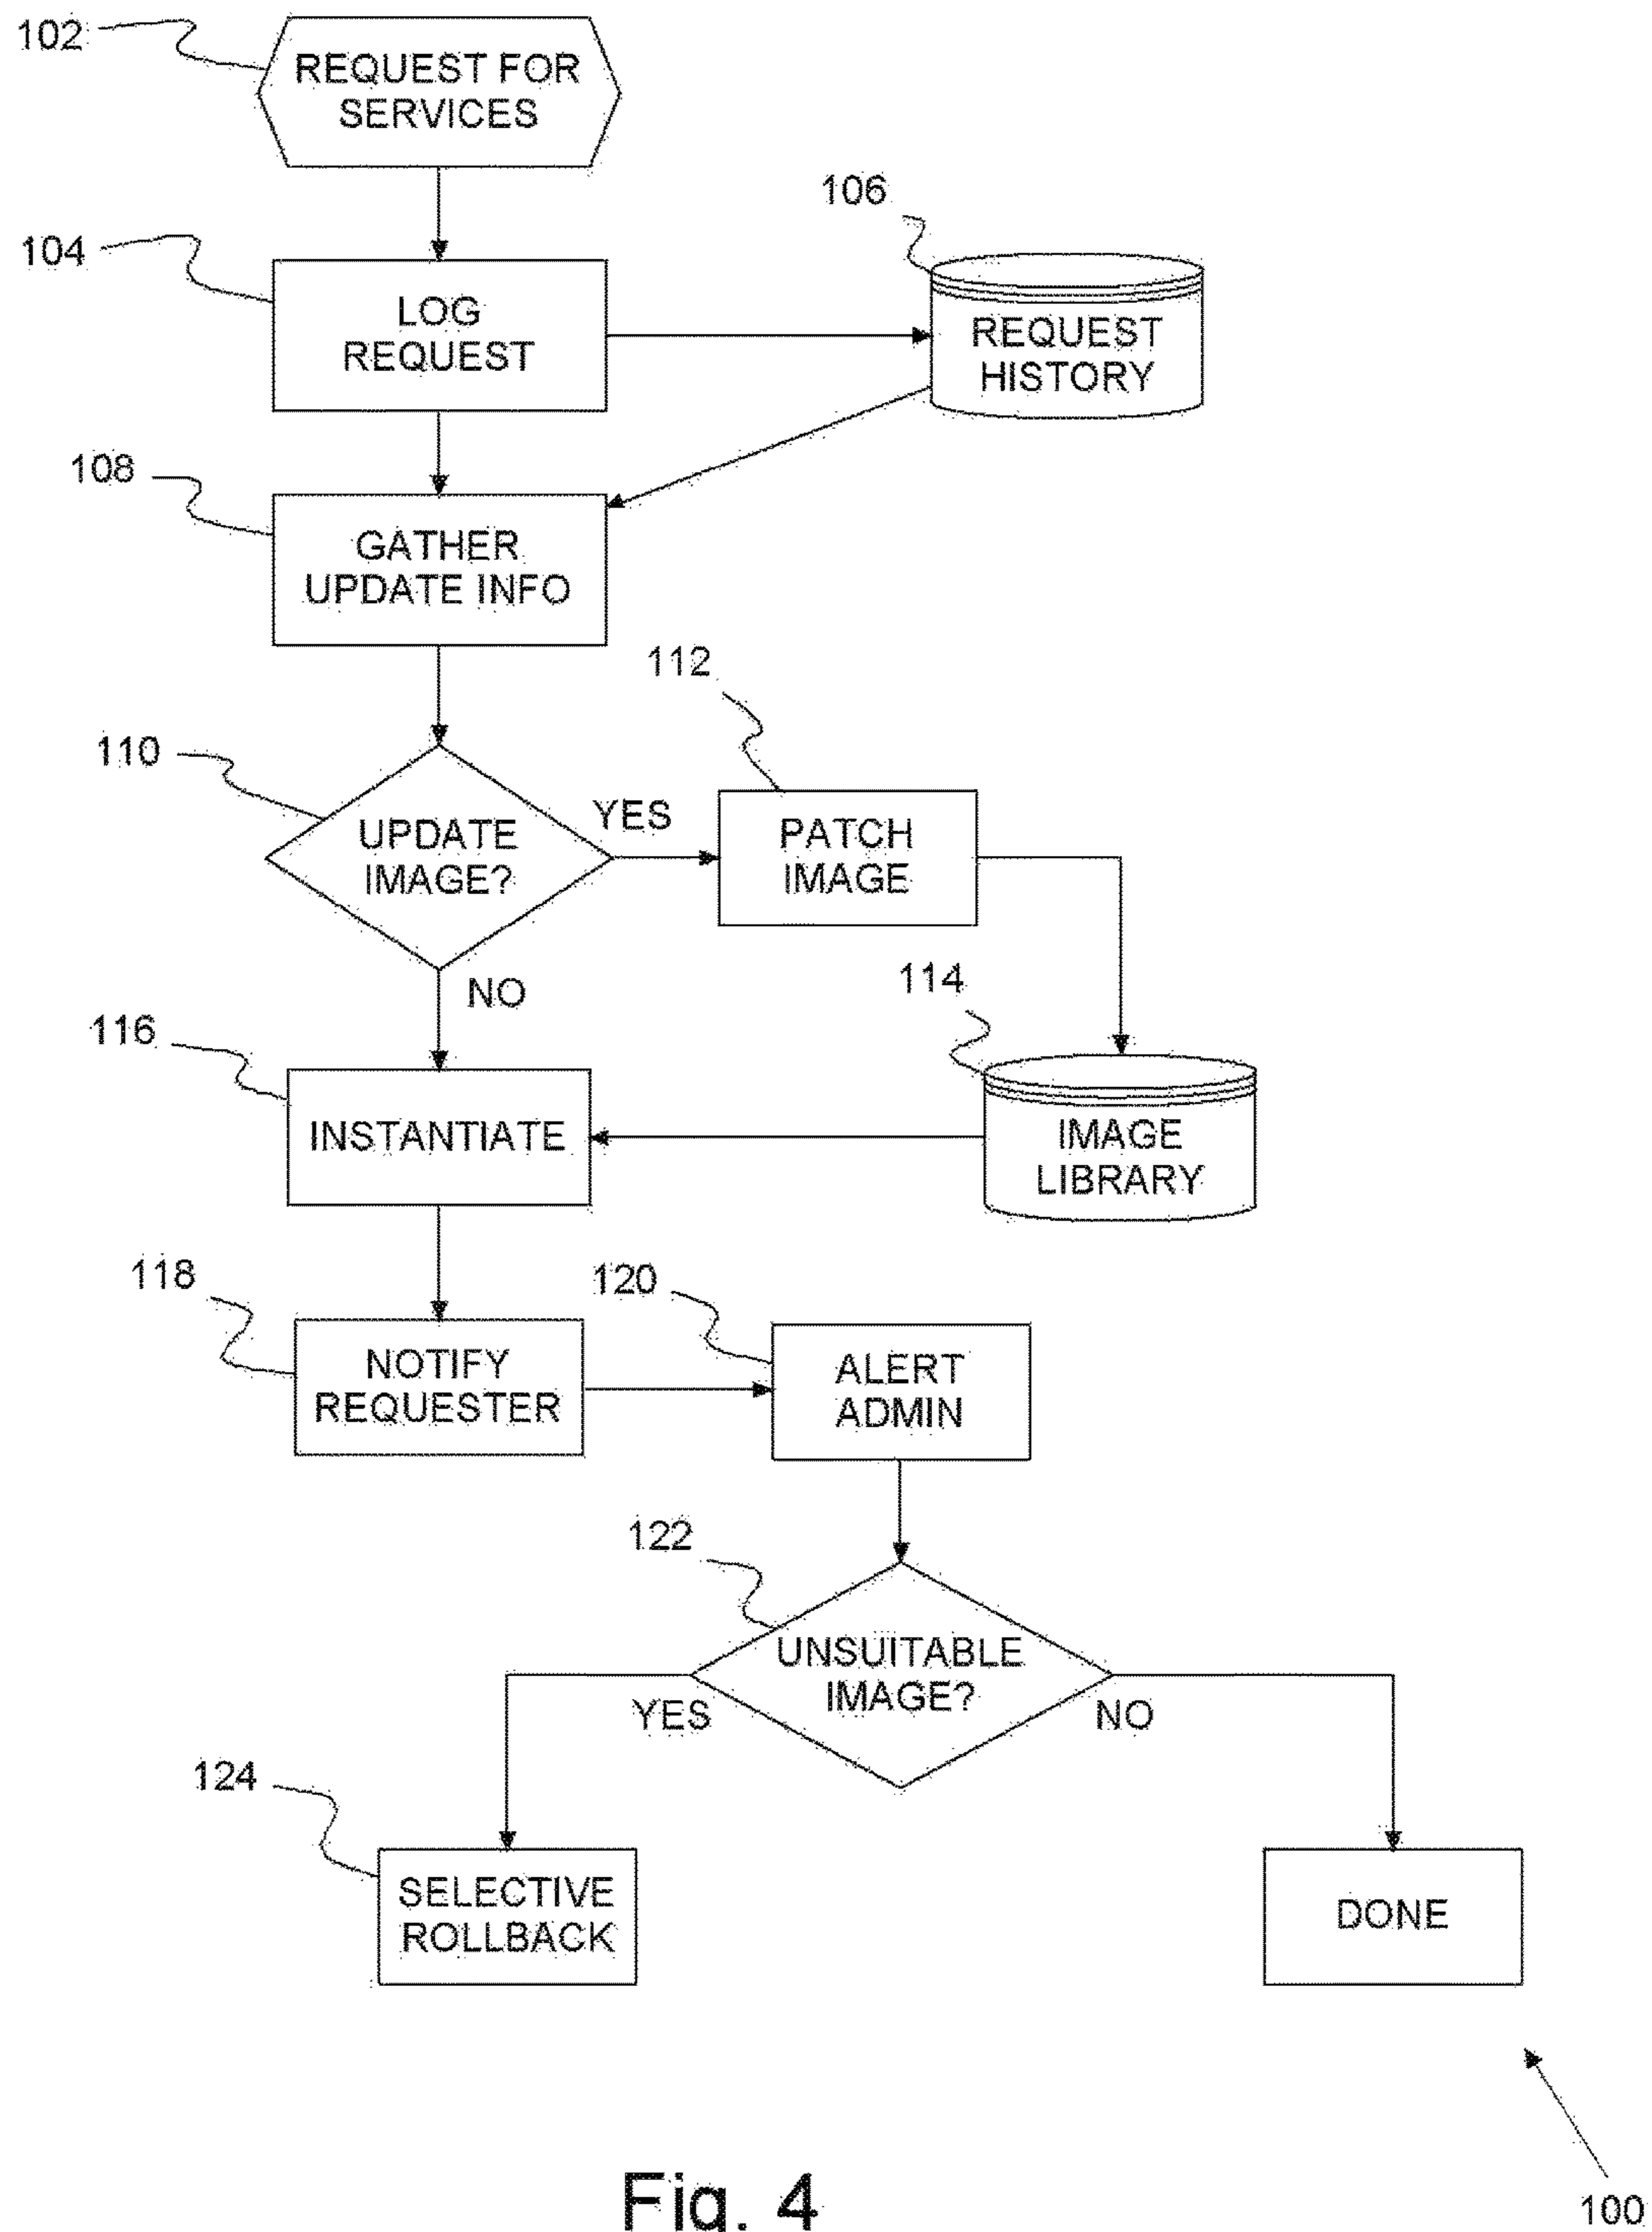 102
REQUEST FOR
SERVICES
106
104
LOG
REQUEST
REQUEST
HISTORY
108
GATHER
UPDATE INFO
112
110
YES
UPDATE
IMAGE?
PATCH
IMAGE
114
NO
116
INSTANTIATE
IMAGE
LIBRARY
118
120
NOTIFY
REQUESTER
ALERT
ADMIN
122
UNSUITABLE
IMAGE?
YES
NO
124
SELECTIVE
ROLLBACK
DONE
Fig. 4
100